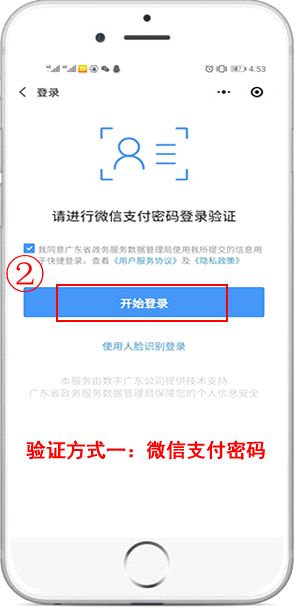 4:53
登录
请进行微信支付密码登录验证
我同意广东省政务服务数据管理局使用我所提交的信息用
于快捷登录。查看《用户服务协议》及《隐私政策》
②
开始登录
使用人脸识别登录
本服务由数字广东公司提供技术支持
广东省政务服务数据管理局保障您的个人信息安全
验证方式一：微信支付密码